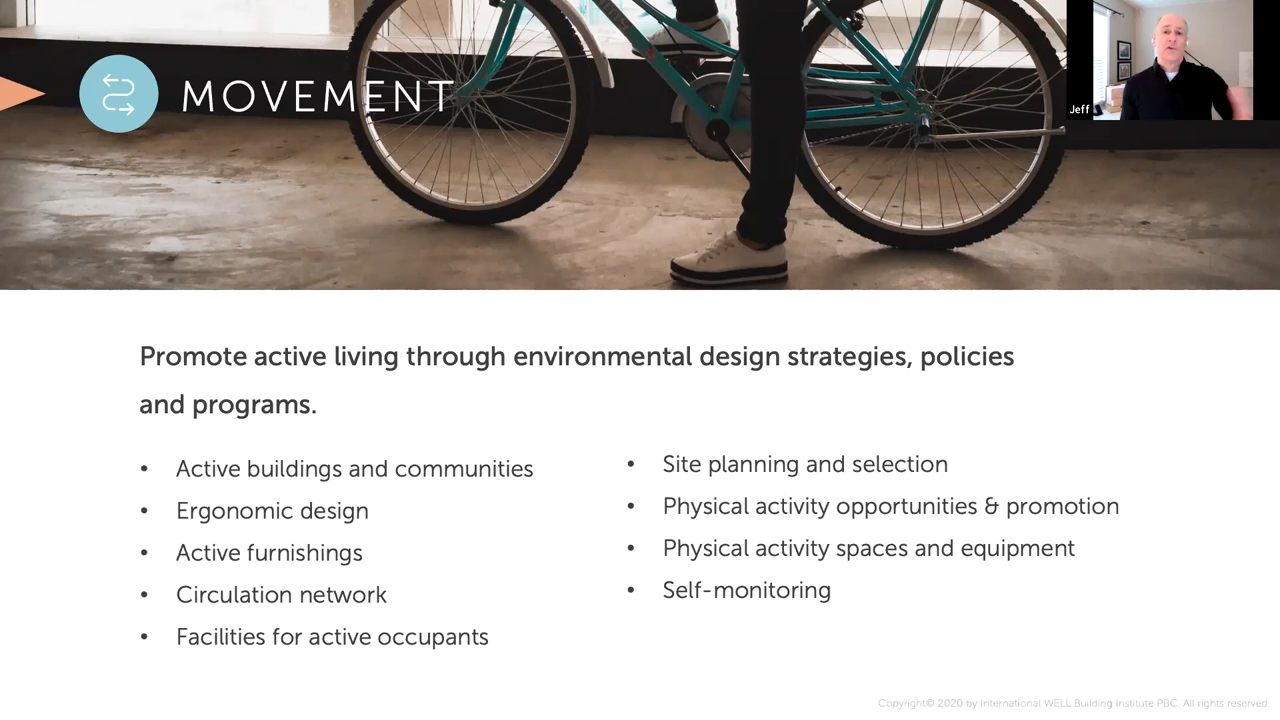 MOVEMENT
Jeff
Promote active living through environmental design strategies, policies
and programs.
• Active buildings and communities
• Ergonomic design
• Active furnishings
• Circulation network
• Facilities for active occupants
• Site planning and selection
• Physical activity opportunities & promotion
• Physical activity spaces and equipment
• Self-monitoring
Copyright© 2020 by International WELL Building Institute PBC. All rights reserved.